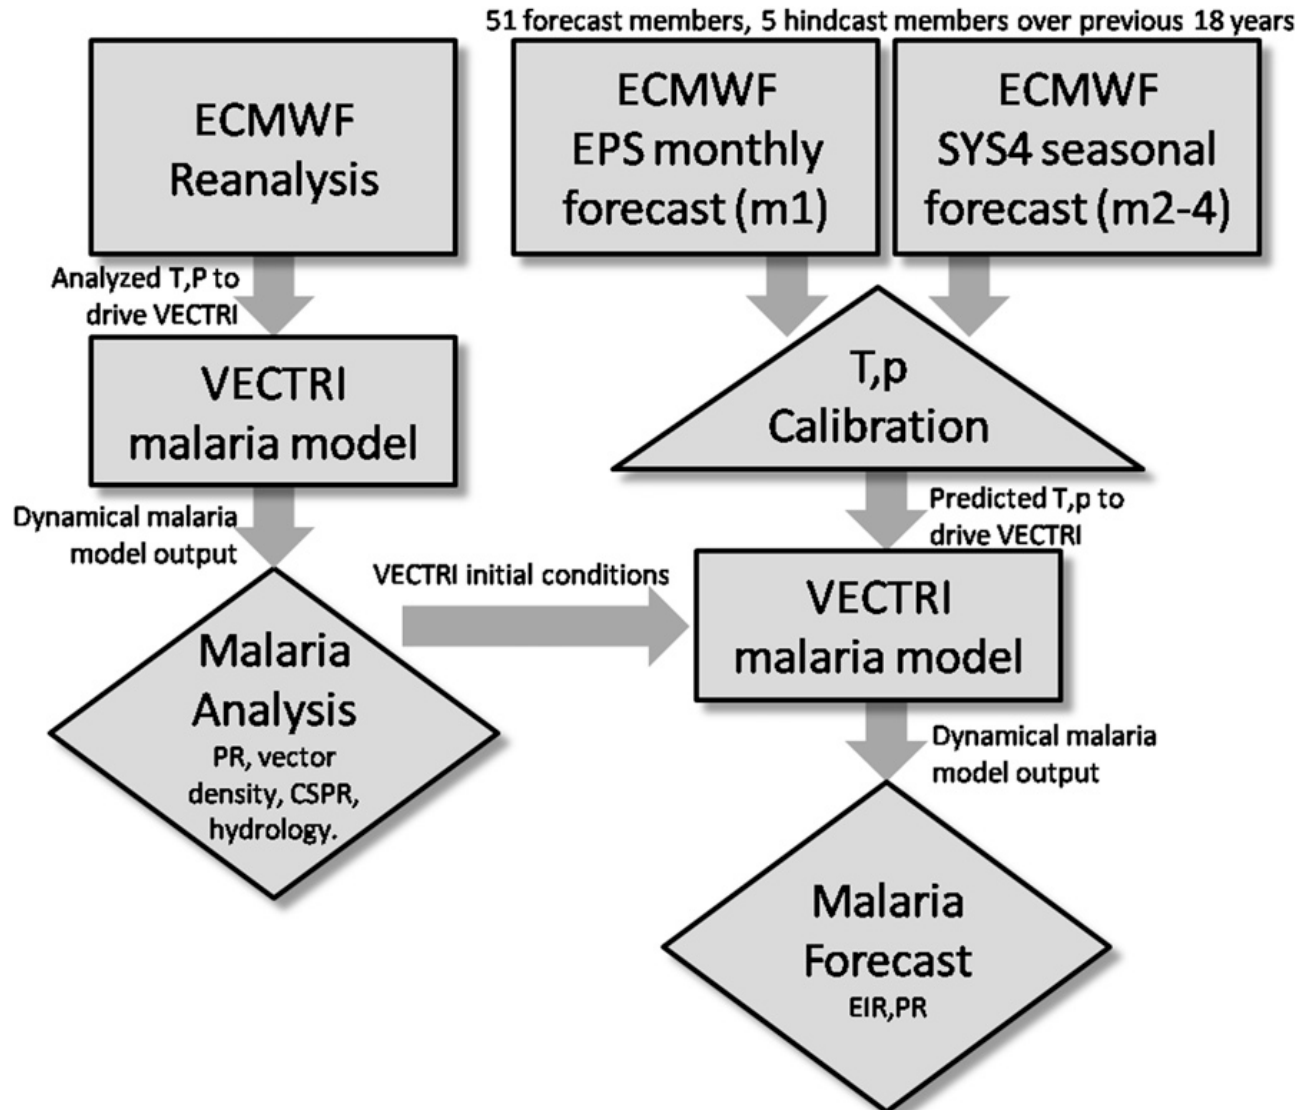 51 forecast members, 5 hindcast members over previous 18 years
ECMWF
Reanalysis
ECMWF
EPS monthly
forecast (m1)
ECMWF
SYS4 seasonal
forecast (m2-4)
Analyzed T,P to
drive VECTRI
VECTRI
malaria model
T,p
Calibration
Dynamical malaria
model output
Predicted T,p to
drive VECTRI
VECTRI initial conditions
VECTRI
malaria model
Malaria
Analysis
PR, vector
density, CSPR,
hydrology.
Dynamical malaria
model output
Malaria
Forecast
EIR,PR